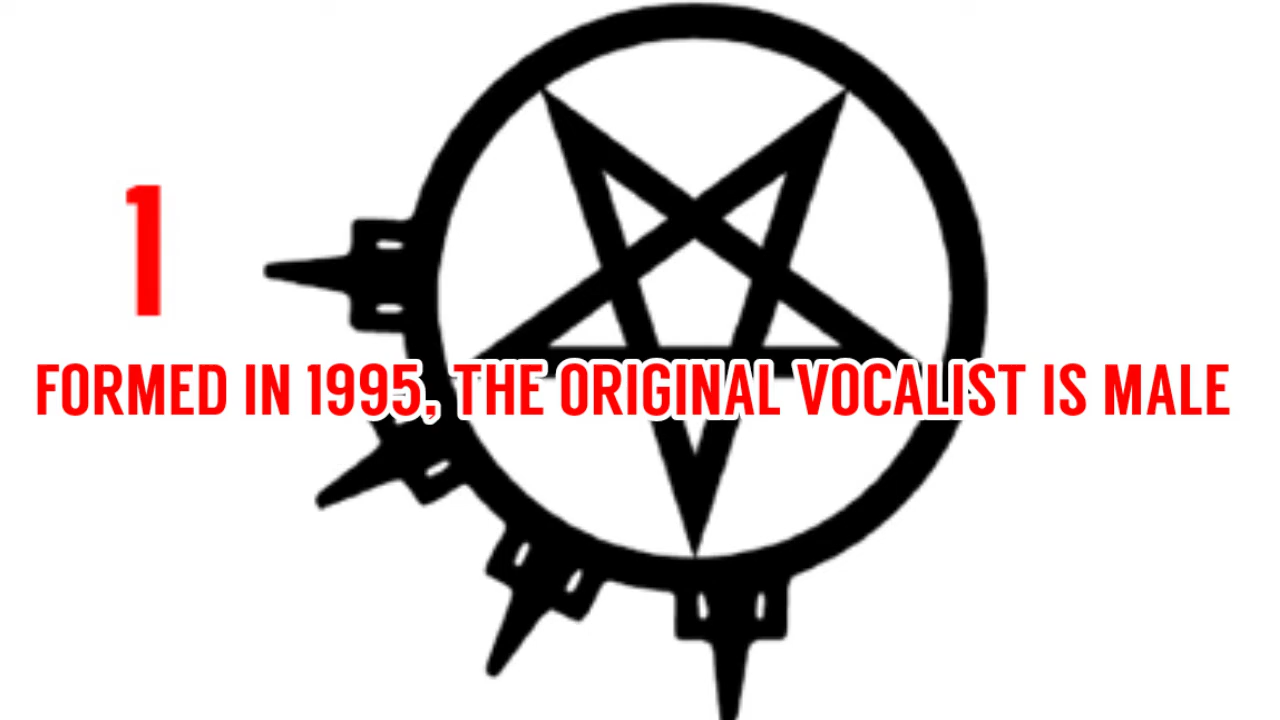 1
FORMED IN 1995, THE ORIGINAL VOCALIST IS MALE